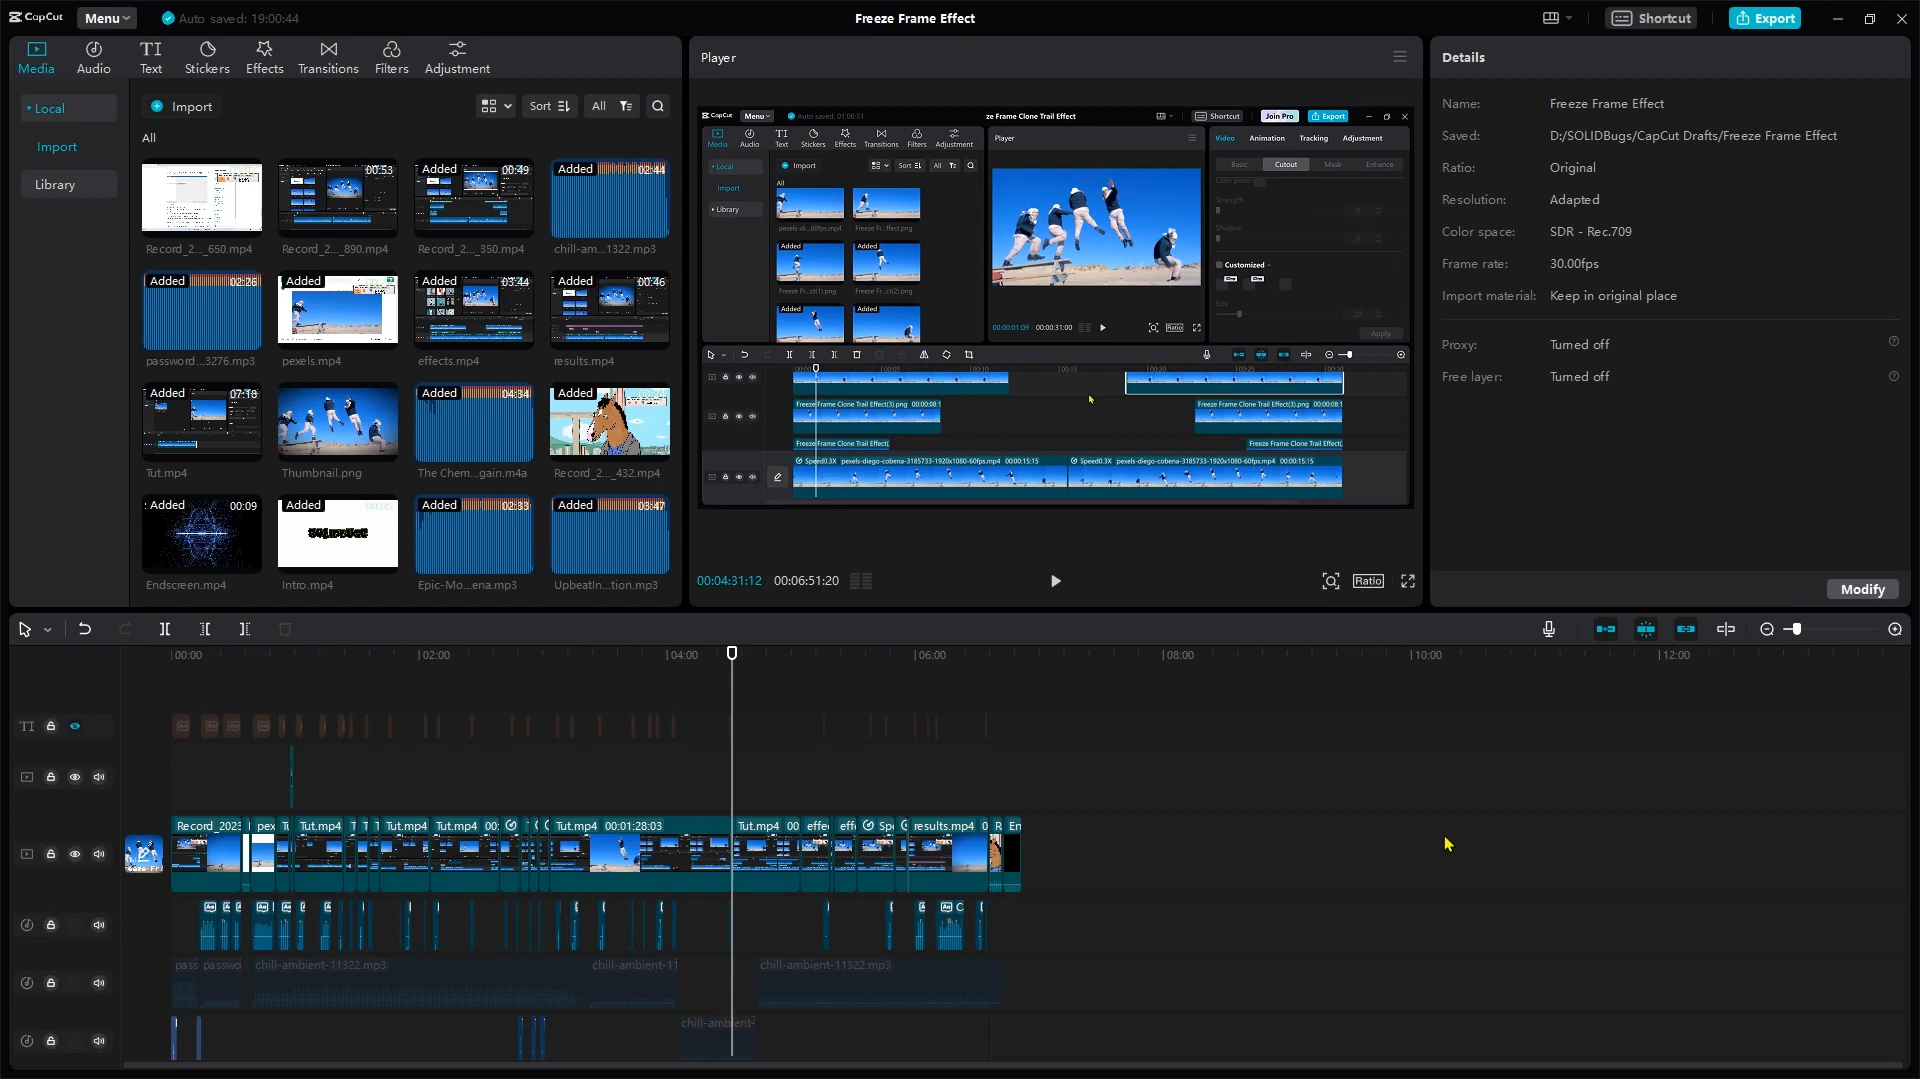 CapCut
Menu
Auto saved: 19:00:44
Freeze Frame Effect
Shortcut
Export
Media
Audio
Text
Stickers
Effects
Transitions
Filters
Adjustment
Local
Import
Library
Import
Sort
All
All
00:53
Added 00:49
Added 02:44
Record_2..._650.mp4
Record_2..._890.mp4
Record_2..._350.mp4
chill-am...1322.mp3
Added 02:26
Added
Added 03:44
Added 00:46
password...3276.mp3
pexels.mp4
effects.mp4
results.mp4
Added 07:18
Added 04:34
Added
Tut.mp4
Thumbnail.png
The Chem...gain.m4a
Record_2..._432.mp4
Added 00:09
Added
Added 02:33
Added 03:47
Endscreen.mp4
Intro.mp4
Epic-Mo...ena.mp3
UpbeatIn...tion.mp3
Player
CapCut
Menu
Auto saved: 01:06:51
ze Frame Clone Trail Effect
Shortcut
Join Pro
Export
Media
Audio
Text
Stickers
Effects
Transitions
Filters
Adjustment
Local
Import
Library
Import
Sort
All
All
pexels-di...60fps.mp4
Freeze Fr...ffect.png
Added
Added
Freeze Fr...ct(1).png
Freeze Fr...ct(2).png
Added
Added
Player
00:00:01:09 00:00:31:00
Ratio
Video
Animation
Tracking
Adjustment
Basic
Cutout
Mask
Enhance
Color picker
Strength
Shadow
Customized
Size
Apply
00:05
00:10
00:15
00:20
00:25
Freeze Frame Clone Trail Effect(3).png 00:00:08:1
Freeze Frame Clone Trail Effect(3).png 00:00:08:1
Freeze Frame Clone Trail Effect(
Freeze Frame Clone Trail Effect(
Speed0.3X pexels-diego-cobena-3185733-1920x1080-60fps.mp4 00:00:15:15
Speed0.3X pexels-diego-cobena-3185733-1920x1080-60fps.mp4 00:00:15:15
00:04:31:12
00:06:51:20
Ratio
Details
Name: Freeze Frame Effect
Saved: D:/SOLIDBugs/CapCut Drafts/Freeze Frame Effect
Ratio: Original
Resolution: Adapted
Color space: SDR - Rec.709
Frame rate: 30.00fps
Import material: Keep in original place
Proxy: Turned off
Free layer: Turned off
Modify
00:00
02:00
04:00
06:00
08:00
10:00
12:00
TI
Record_2023
pex
Tut.mp4
Tut.mp4
Tut.mp4 00:
Tut.mp4 00:01:28:03
Tut.mp4 00
effe
eff
Spe
results.mp4 0
R
En
pass
passwo
chill-ambient-11322.mp3
chill-ambient-11
chill-ambient-11322.mp3
chill-ambient-